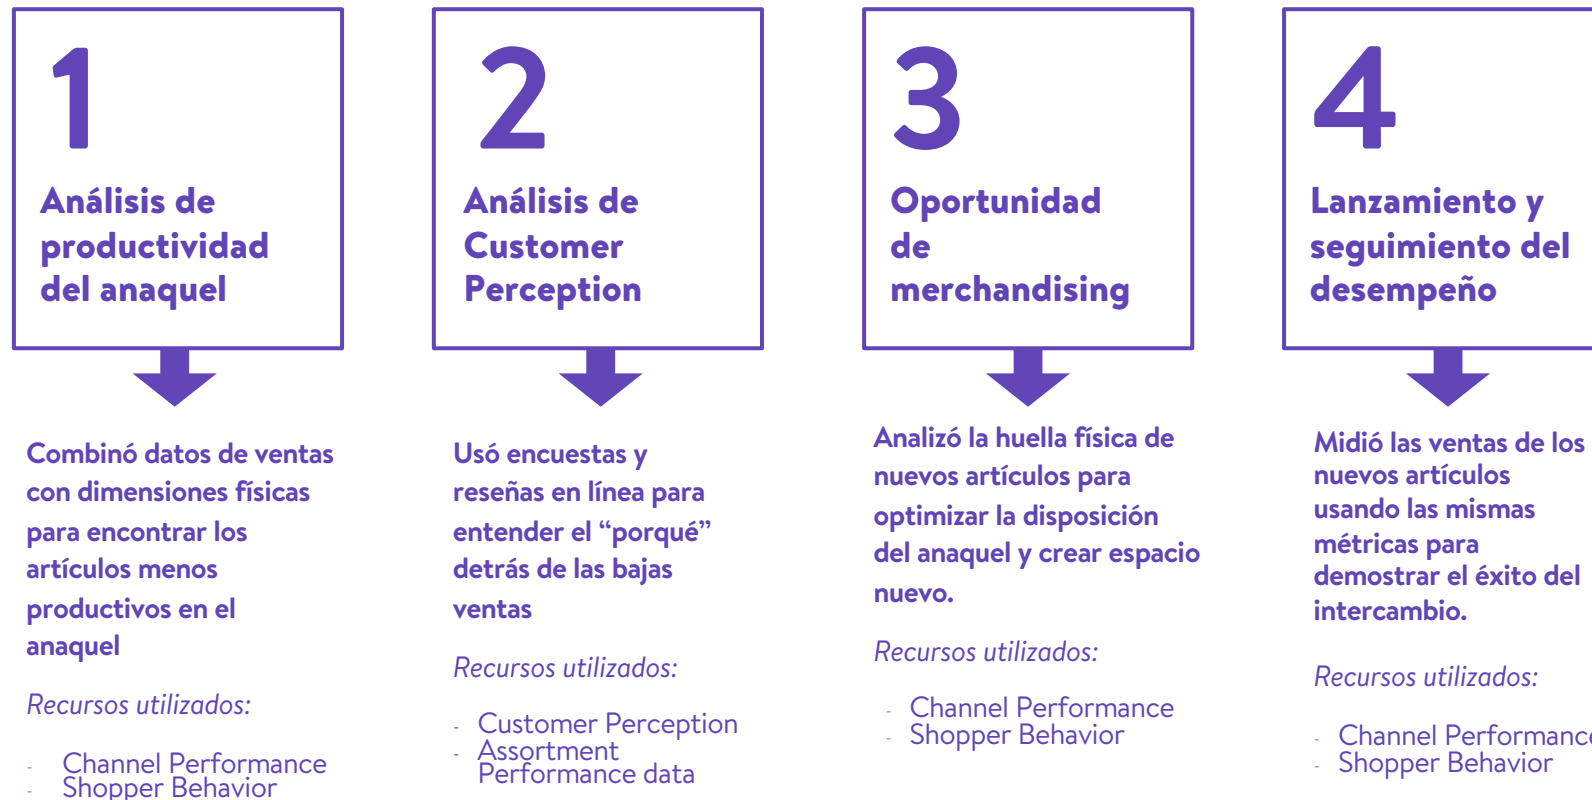 1
Análisis de
productividad
del anaquel
Combinó datos de ventas
con dimensiones físicas
para encontrar los
artículos menos
productivos en el
anaquel
Recursos utilizados:
- Channel Performance
- Shopper Behavior
2
Análisis de
Customer
Perception
Usó encuestas y
reseñas en línea para
entender el “porqué”
detrás de las bajas
ventas
Recursos utilizados:
- Customer Perception
- Assortment
Performance data
3
Oportunidad
de
merchandising
Analizó la huella física de
nuevos artículos para
optimizar la disposición
del anaquel y crear espacio
nuevo.
Recursos utilizados:
- Channel Performance
- Shopper Behavior
4
Lanzamiento y
seguimiento del
desempeño
Midió las ventas de los
nuevos artículos
usando las mismas
métricas para
demostrar el éxito del
intercambio.
Recursos utilizados:
- Channel Performance
- Shopper Behavior